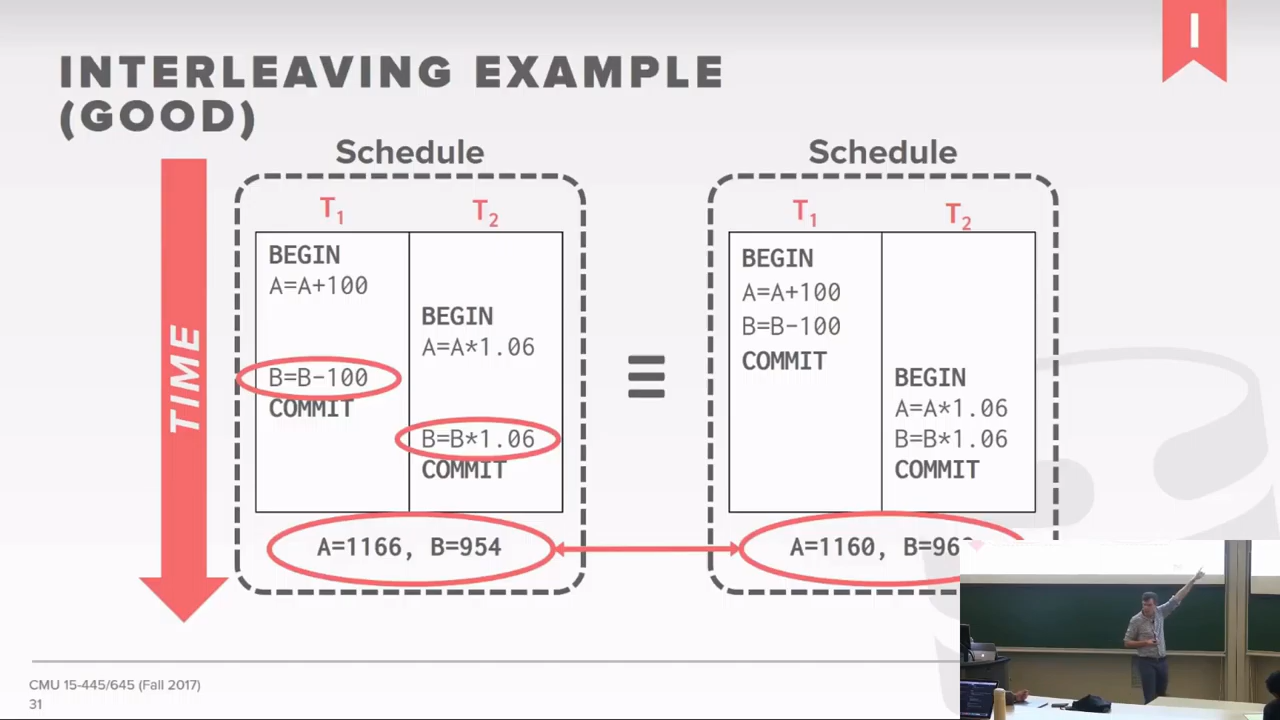 I
INTERLEAVING EXAMPLE
(GOOD)
Schedule
T1
T2
BEGIN
A=A+100
BEGIN
A=A*1.06
B=B-100
COMMIT
B=B*1.06
COMMIT
A=1166, B=954
TIME
≡
Schedule
T1
T2
BEGIN
A=A+100
B=B-100
COMMIT
BEGIN
A=A*1.06
B=B*1.06
COMMIT
A=1160, B=96
CMU 15-445/645 (Fall 2017)
31